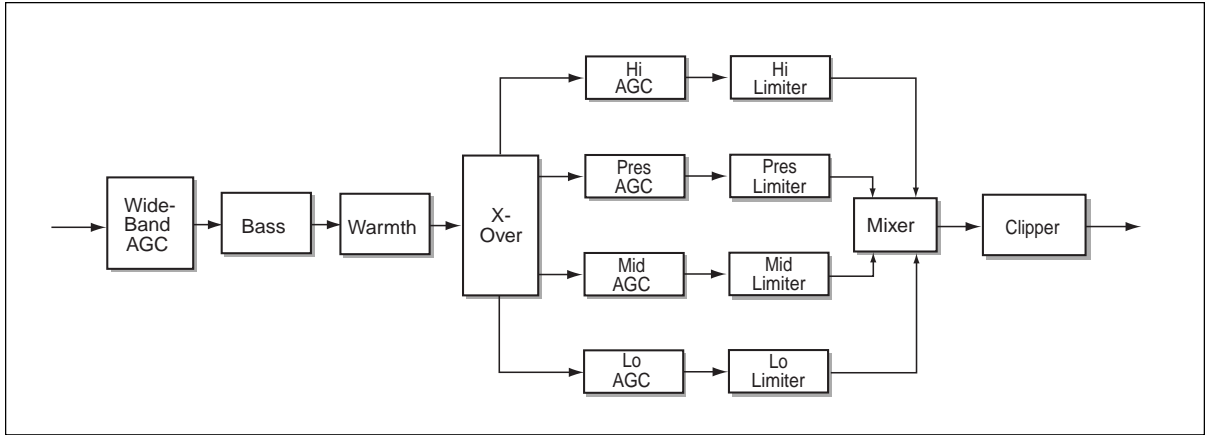 Wide-
Band
AGC
Bass
Warmth
X-
Over
Hi
AGC
Hi
Limiter
Pres
AGC
Pres
Limiter
Mid
AGC
Mid
Limiter
Lo
AGC
Lo
Limiter
Mixer
Clipper